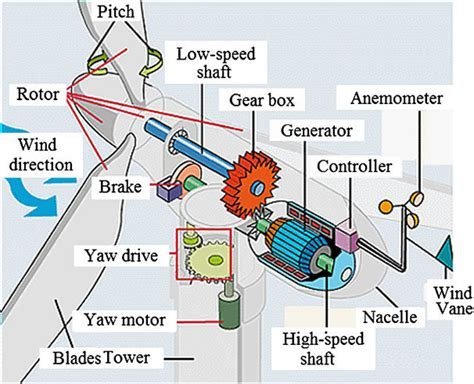 Pitch
Low-speed
shaft
Rotor
Gear box
Anemometer
Generator
Wind
direction
Controller
Brake
Yaw drive
Wind
Vane
Yaw motor
Nacelle
High-speed
shaft
Blades Tower